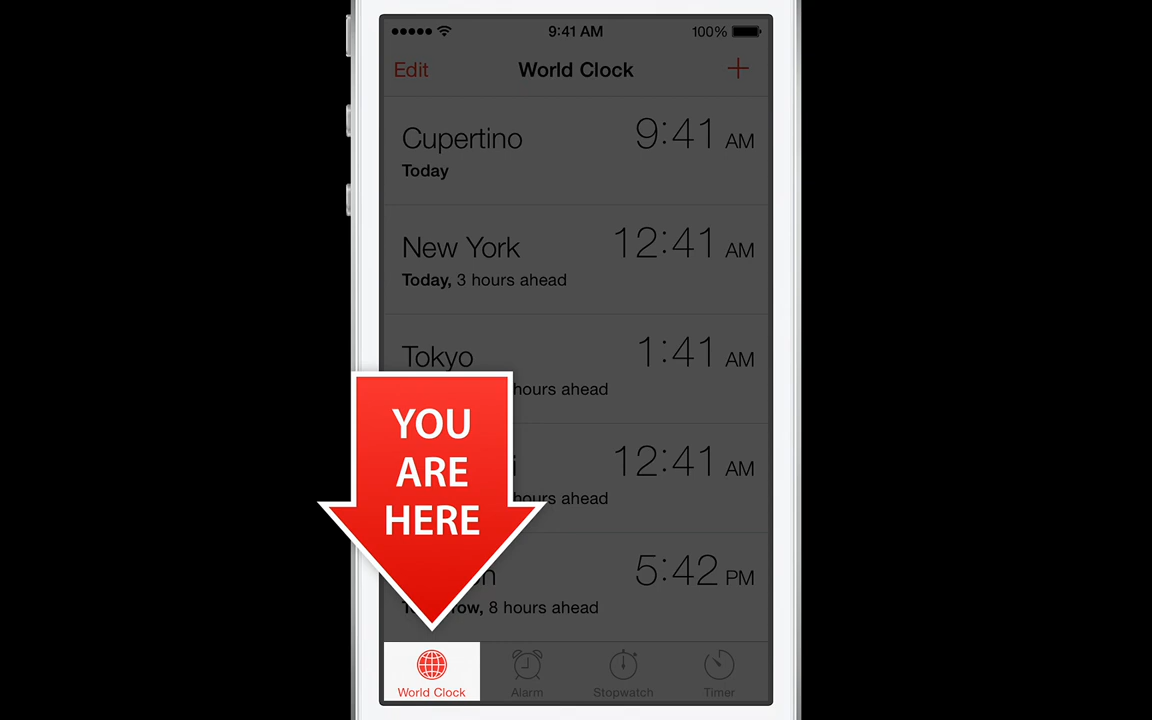 9:41 AM 100%
Edit World Clock +
Cupertino 9:41 AM
Today
New York 12:41 AM
Today, 3 hours ahead
Tokyo 1:41 AM
hours ahead
12:41 AM
hours ahead
5:42 PM
8 hours ahead
YOU
ARE
HERE
World Clock Alarm Stopwatch Timer